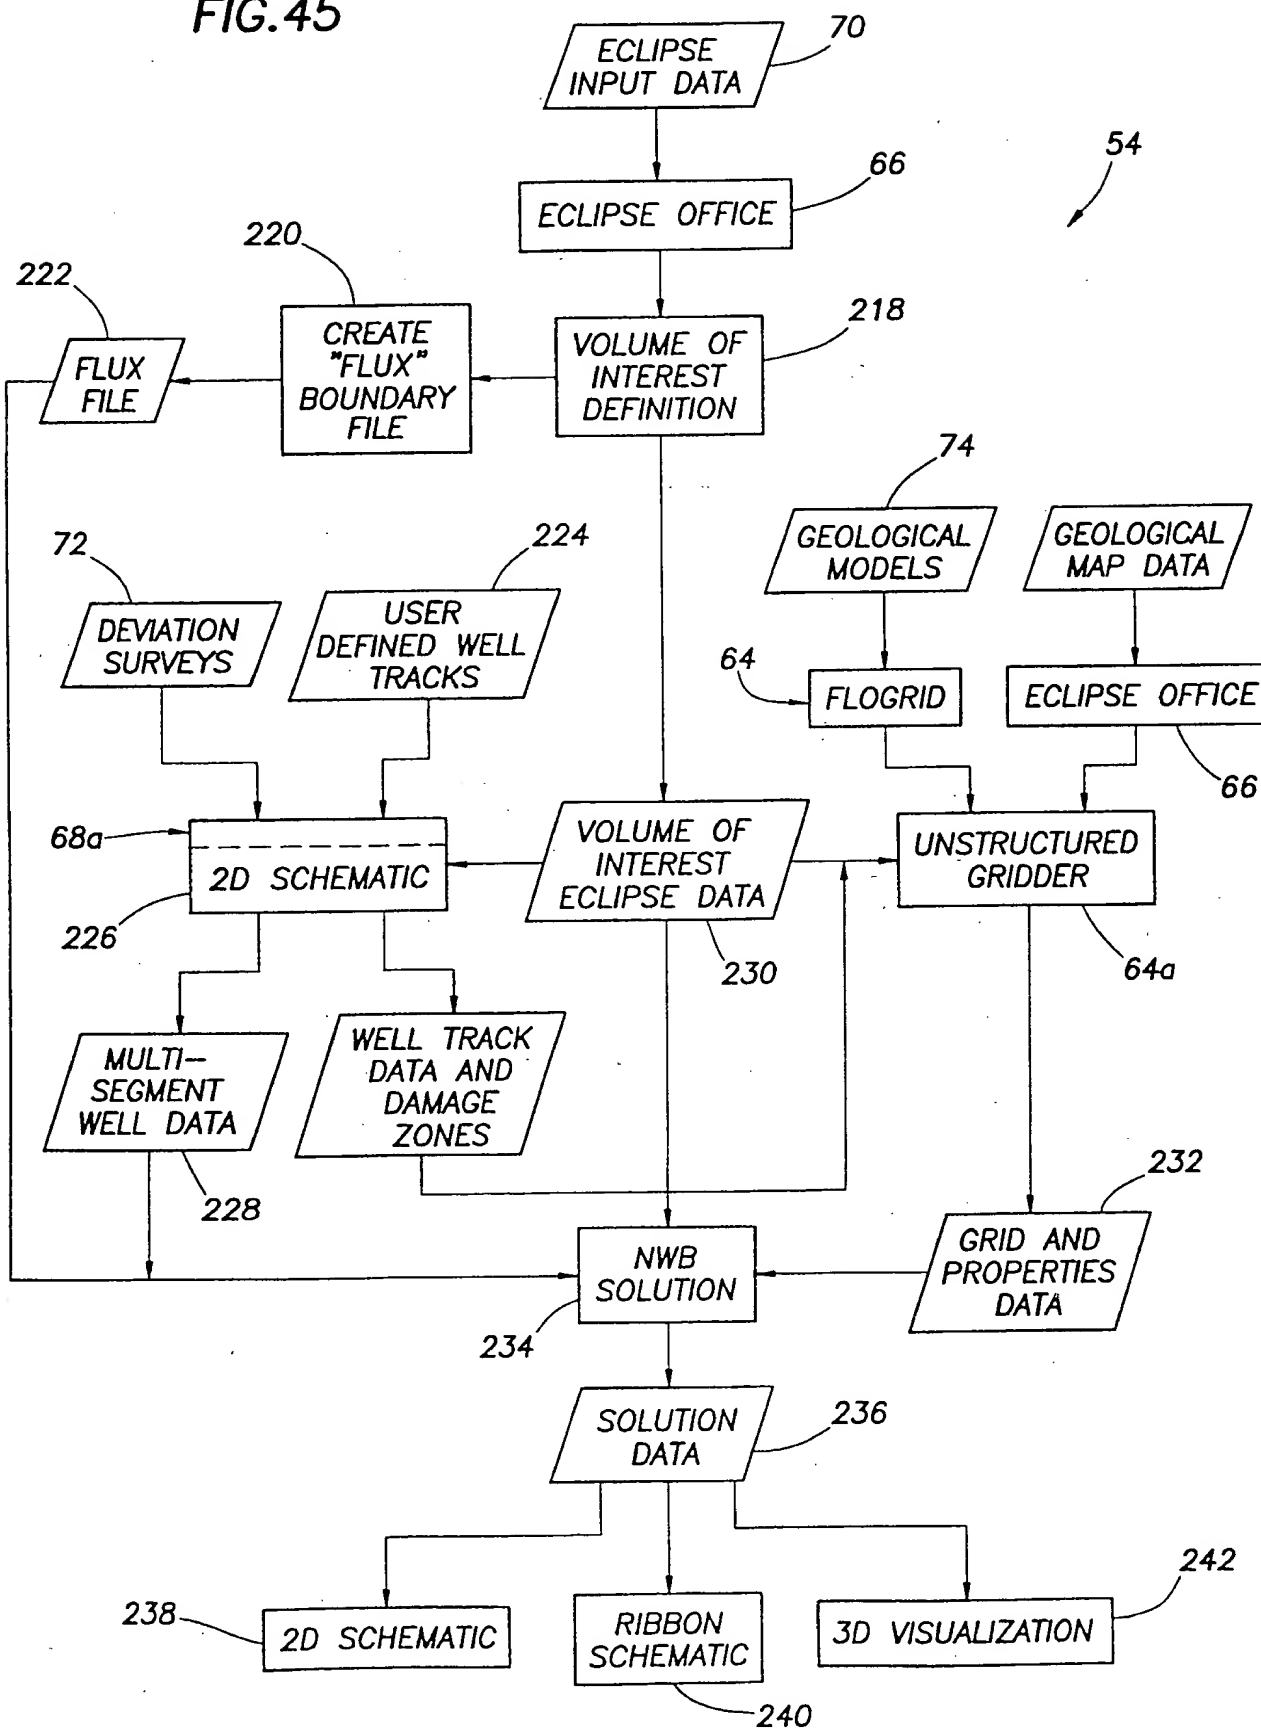 FIG.45
ECLIPSE
INPUT DATA
70
ECLIPSE OFFICE
66
54
220
222
CREATE
"FLUX"
BOUNDARY
FILE
FLUX
FILE
VOLUME OF
INTEREST
DEFINITION
218
74
72
224
GEOLOGICAL
MODELS
GEOLOGICAL
MAP DATA
DEVIATION
SURVEYS
USER
DEFINED WELL
TRACKS
64
FLOGRID
ECLIPSE OFFICE
66
68a
2D SCHEMATIC
226
VOLUME OF
INTEREST
ECLIPSE DATA
230
UNSTRUCTURED
GRIDDER
64a
MULTI-
SEGMENT
WELL DATA
228
WELL TRACK
DATA AND
DAMAGE
ZONES
232
GRID AND
PROPERTIES
DATA
NWB
SOLUTION
234
SOLUTION
DATA
236
238
2D SCHEMATIC
RIBBON
SCHEMATIC
240
3D VISUALIZATION
242